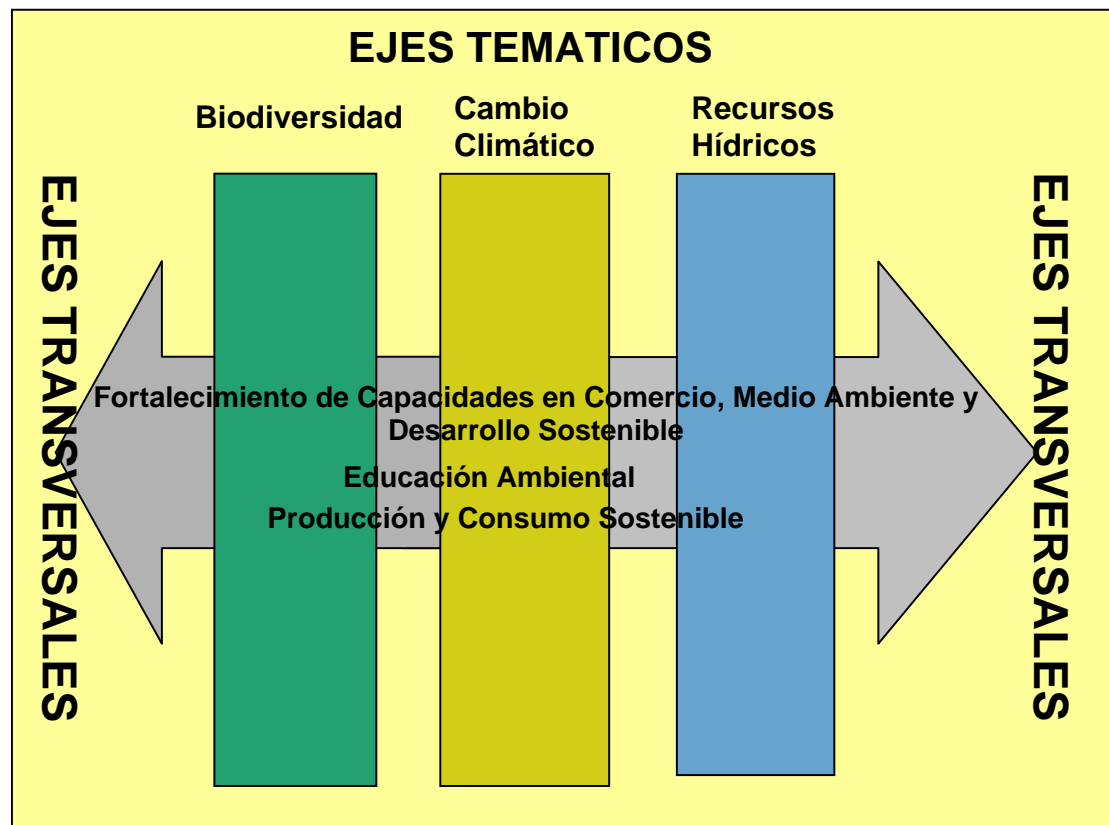 EJES TEMATICOS
Biodiversidad
Cambio
Climático
Recursos
Hídricos
EJES TRANSVERSALES
Fortalecimiento de Capacidades en Comercio, Medio Ambiente y
Desarrollo Sostenible
Educación Ambiental
Producción y Consumo Sostenible
EJES TRANSVERSALES